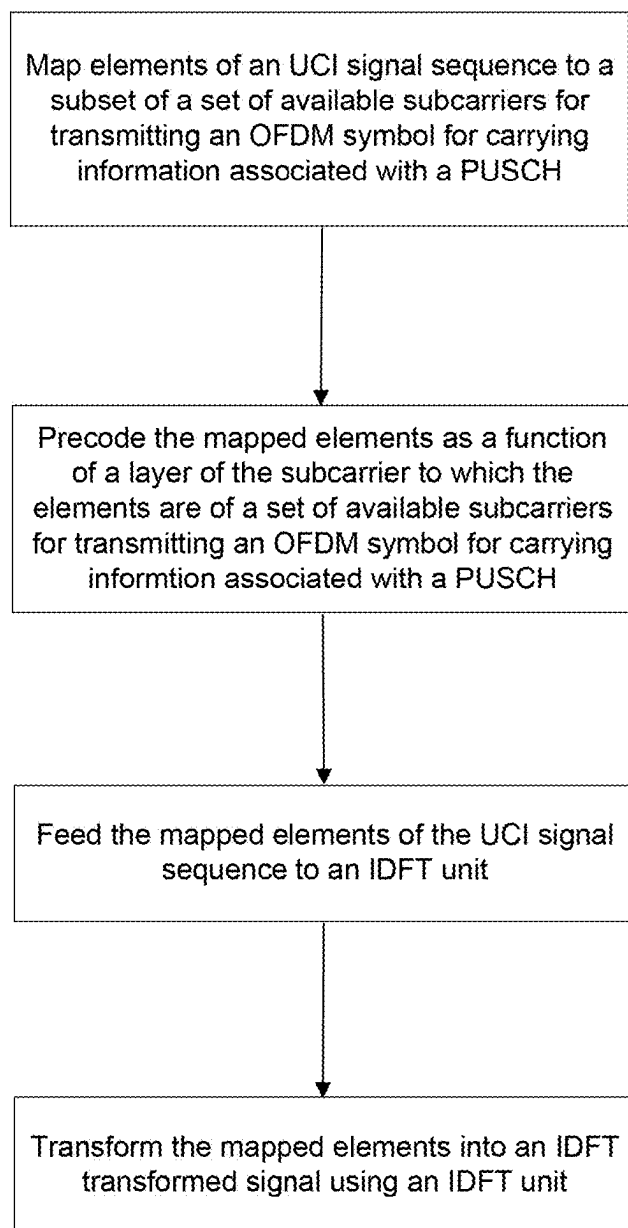 Map elements of an UCI signal sequence to a
subset of a set of available subcarriers for
transmitting an OFDM symbol for carrying
information associated with a PUSCH
Precode the mapped elements as a function
of a layer of the subcarrier to which the
elements are of a set of available subcarriers
for transmitting an OFDM symbol for carrying
informtion associated with a PUSCH
Feed the mapped elements of the UCI signal
sequence to an IDFT unit
Transform the mapped elements into an IDFT
transformed signal using an IDFT unit